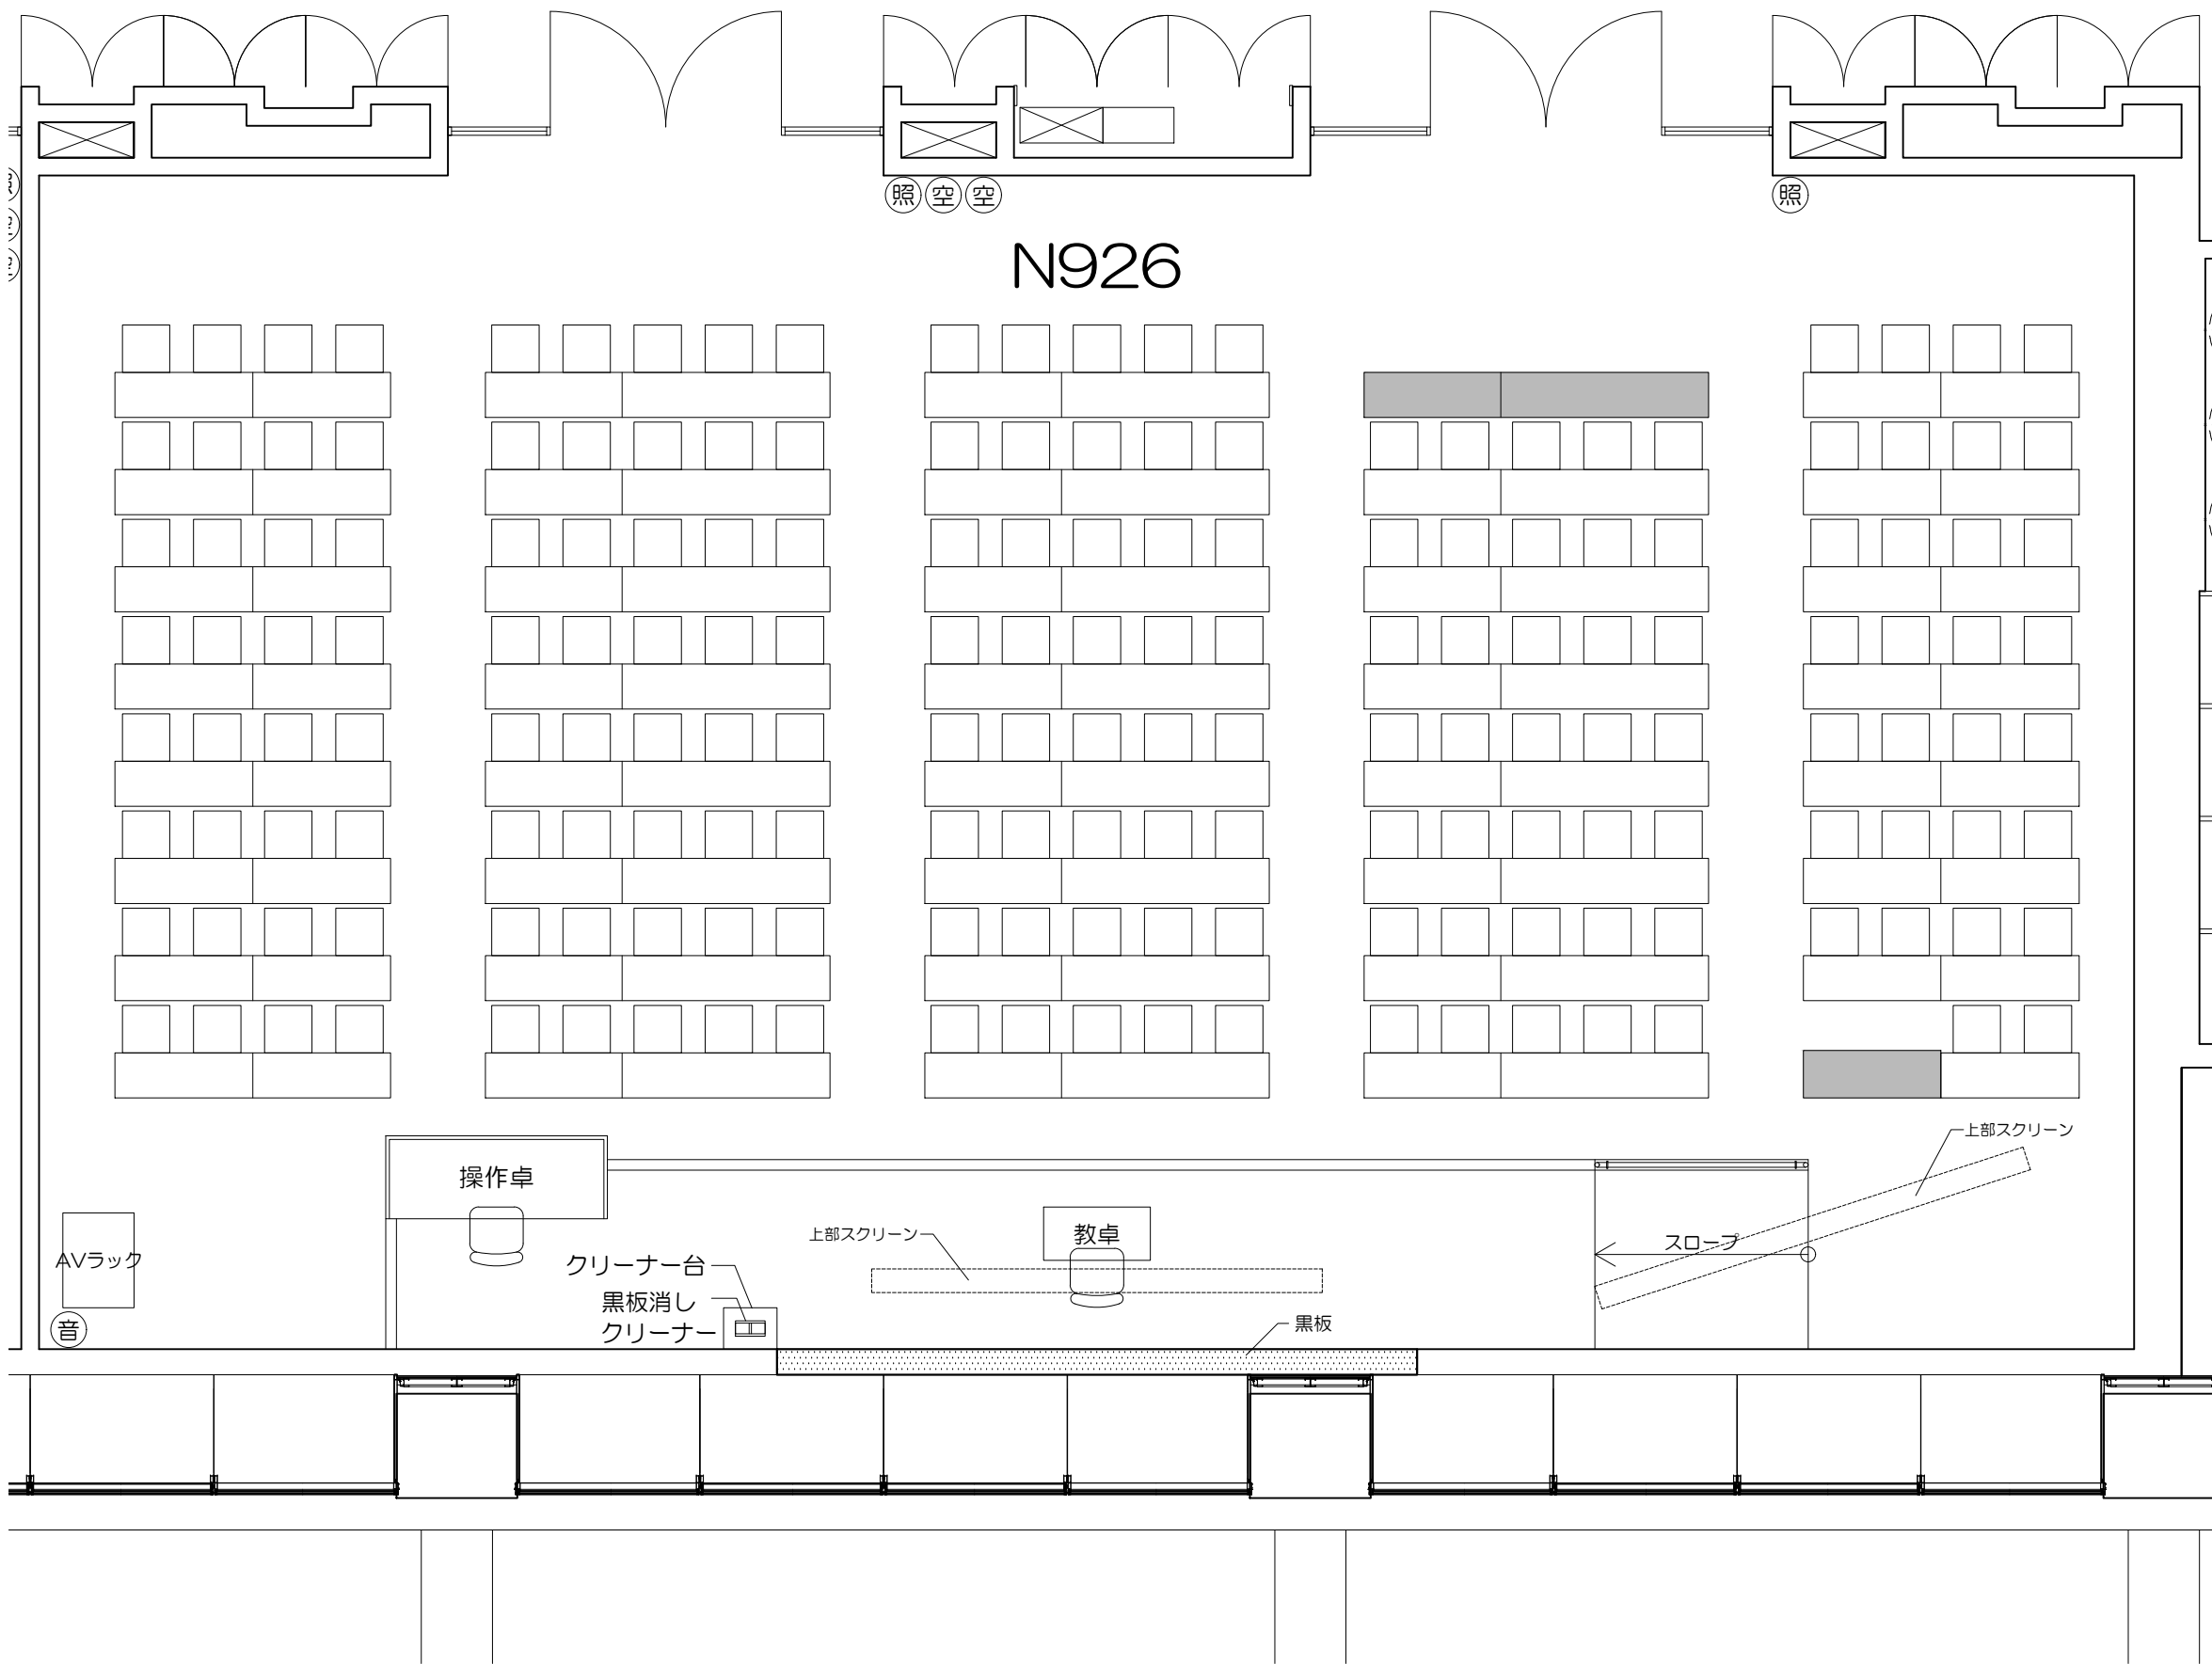 照 空 空
照
N926
上部スクリーン
操作卓
教卓
上部スクリーン
スロープ
AVラック
クリーナー台
黒板消し
クリーナー
黒板
音